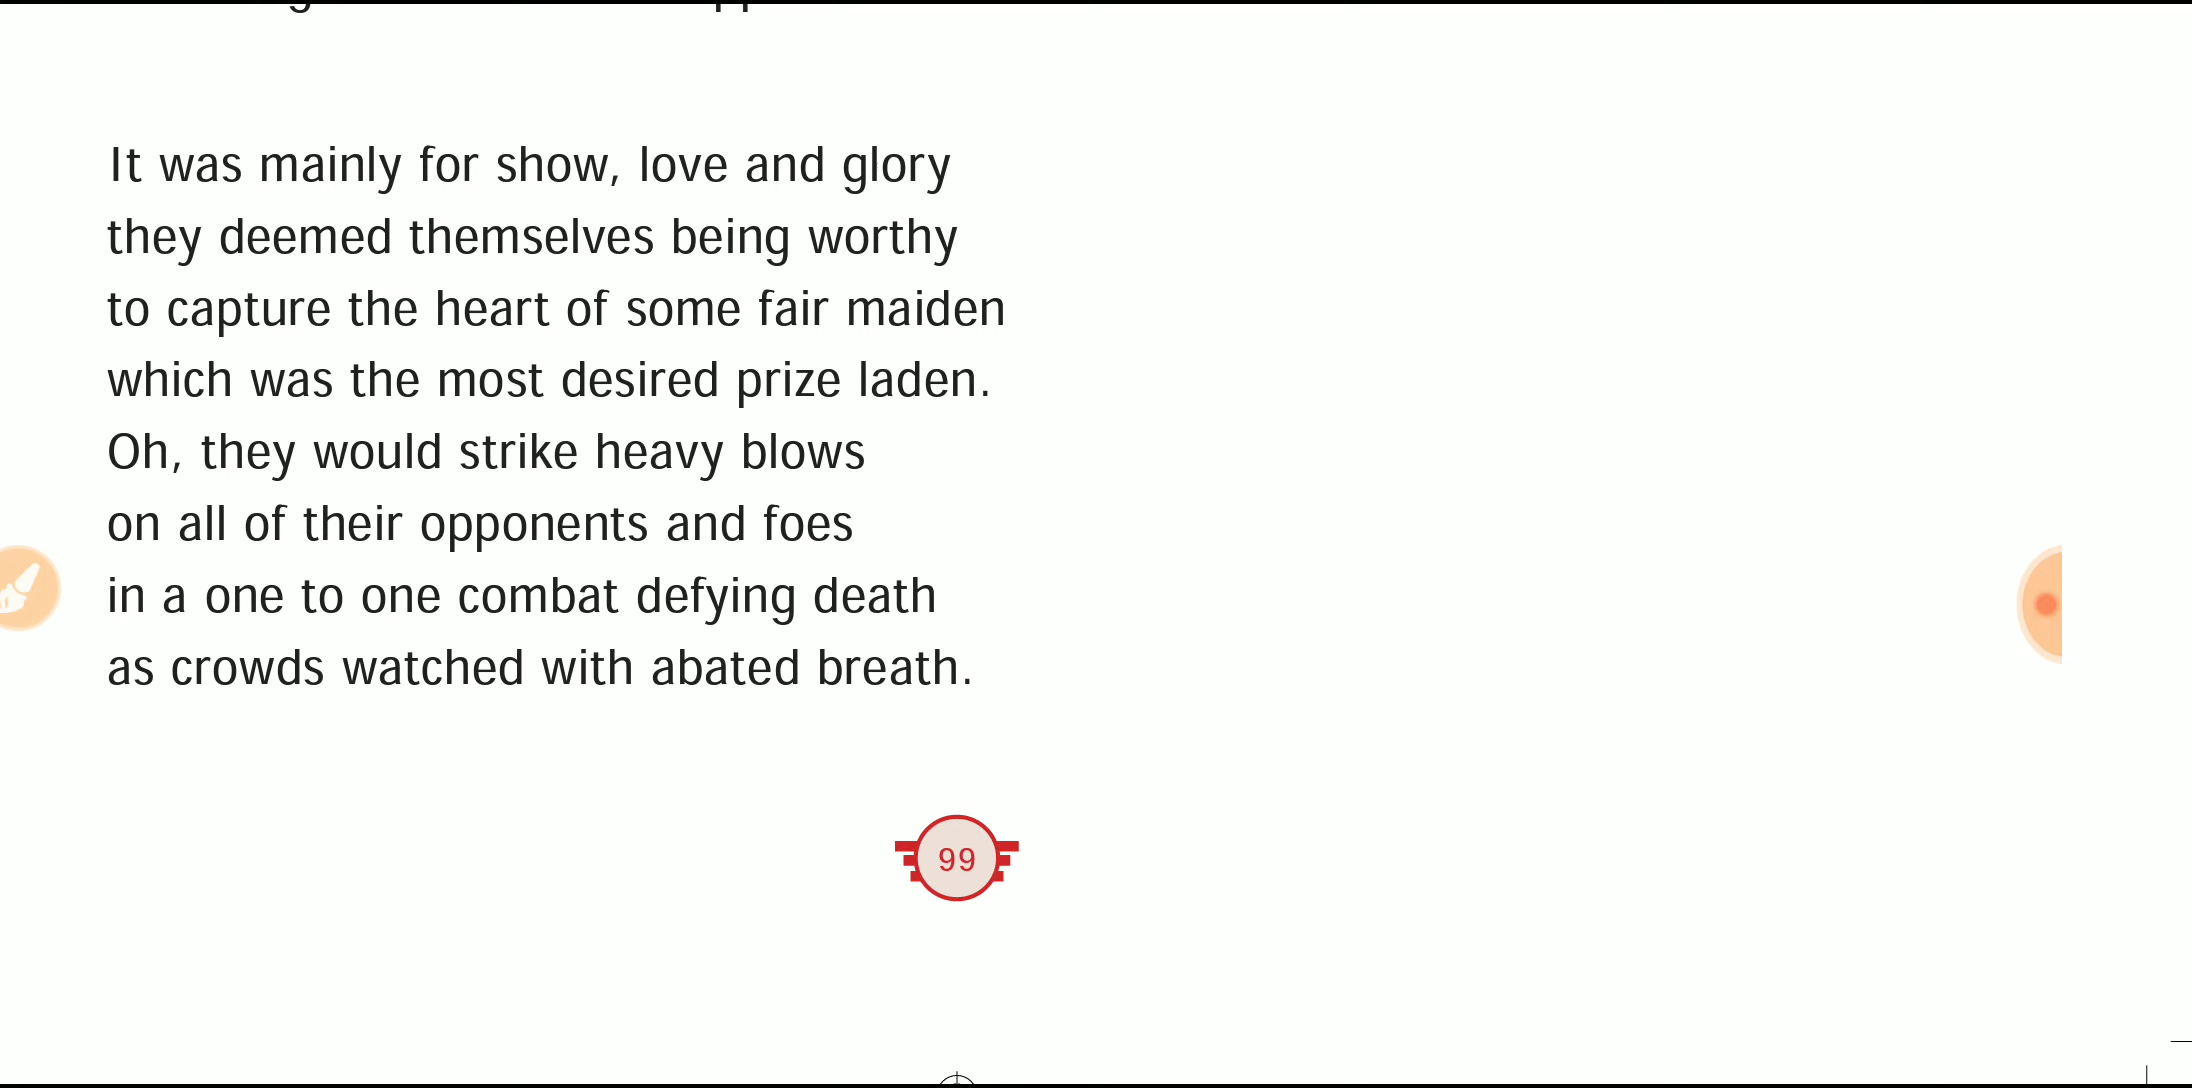 It was mainly for show, love and glory
they deemed themselves being worthy
to capture the heart of some fair maiden
which was the most desired prize laden.
Oh, they would strike heavy blows
on all of their opponents and foes
in a one to one combat defying death
as crowds watched with abated breath.
99